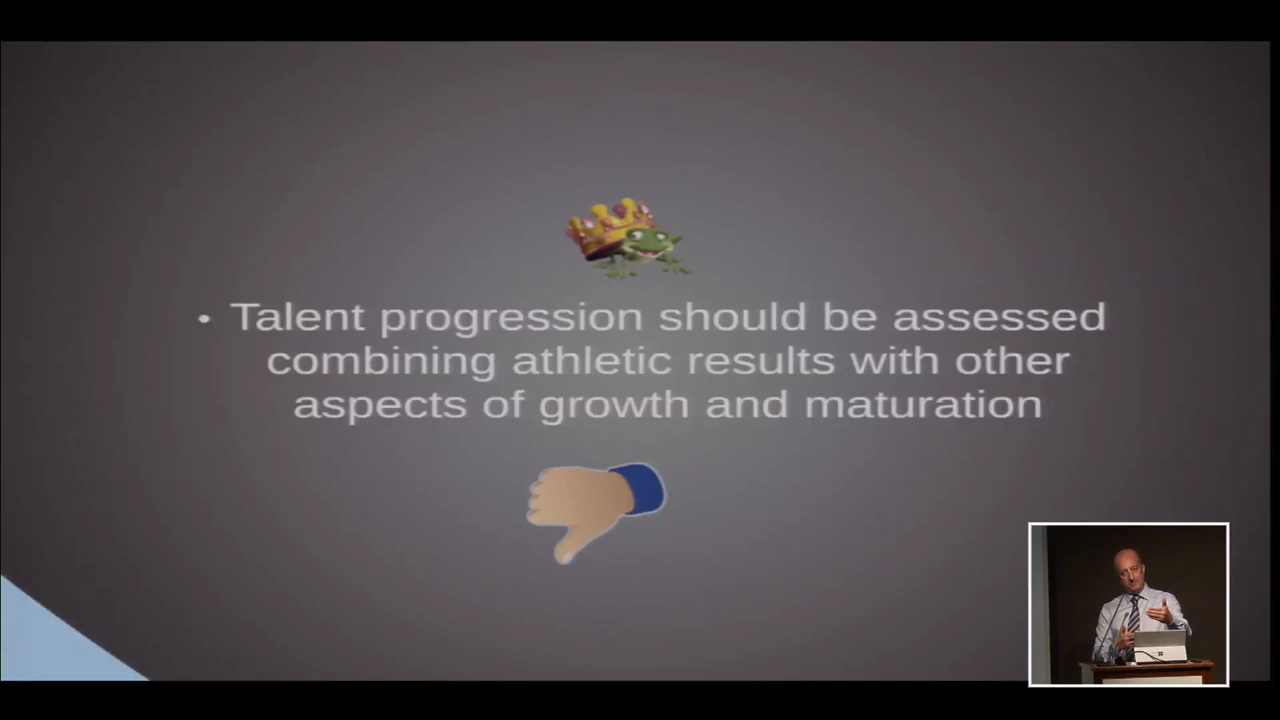 • Talent progression should be assessed
combining athletic results with other
aspects of growth and maturation